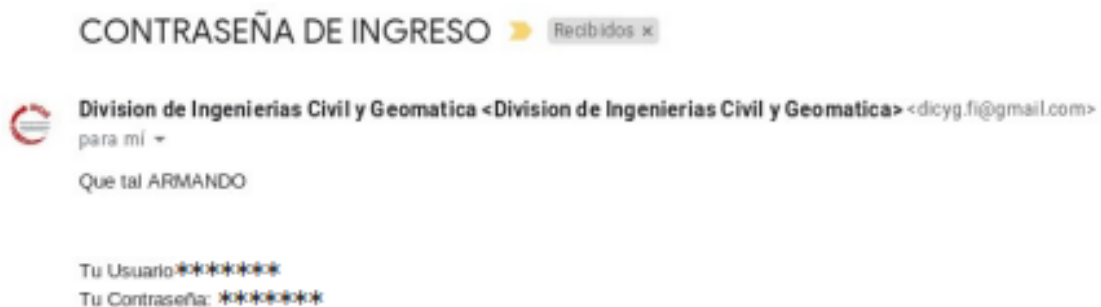 CONTRASEÑA DE INGRESO Recibidos x
Division de Ingenierias Civil y Geomatica <Division de Ingenierias Civil y Geomatica> <dicyg.fi@gmail.com>
para mí
Que tal ARMANDO
Tu Usuario*******
Tu Contraseña: *******